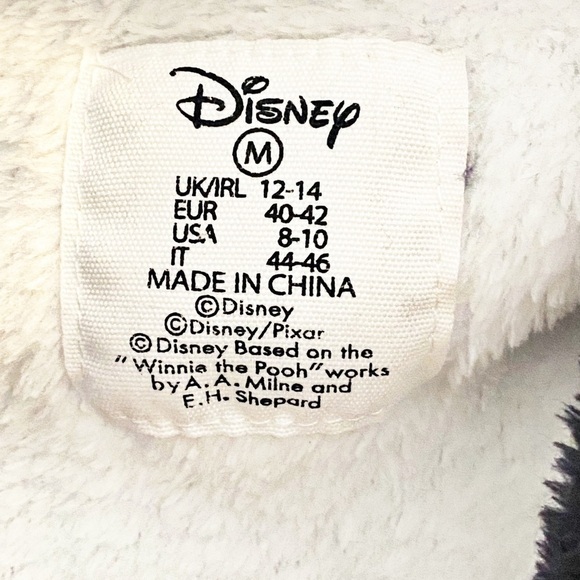 Disney
M
UK/IRL 12-14
EUR 40-42
USA 8-10
IT 44-46
MADE IN CHINA
©Disney
©Disney/Pixar
©Disney Based on the
"Winnie the Pooh" works
by A. A. Milne and
E.H. Shepard